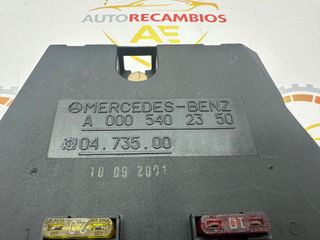 AUTORECAMBIOS
AE
MERCEDES-BENZ
A 000 540 23 50
04.735.00
10 09 2001
20
10